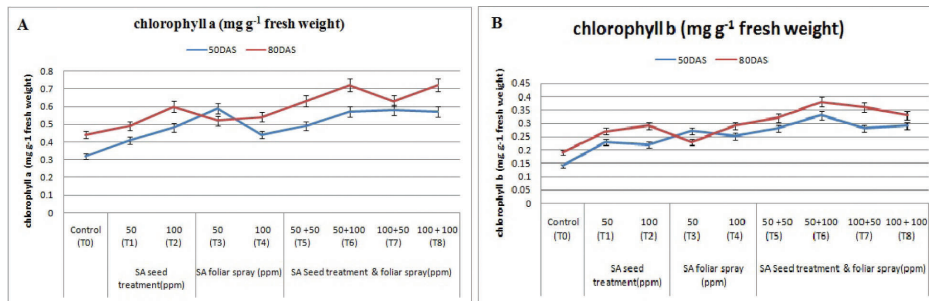 A
chlorophyll a (mg g-1 fresh weight)
50DAS 80DAS
chlorophyll a (mg g-1 fresh weight)
0.8
0.7
0.6
0.5
0.4
0.3
0.2
0.1
0
Control 50 100 50 100 50 +50 50+100 100+50 100 + 100
(T0) (T1) (T2) (T3) (T4) (T5) (T6) (T7) (T8)
SA seed treatment(ppm)
SA foliar spray (ppm)
SA Seed treatment & foliar spray(ppm)
B
chlorophyll b (mg g-1 fresh weight)
50DAS 80DAS
chlorophyll b (mg g-1 fresh weight)
0.45
0.4
0.35
0.3
0.25
0.2
0.15
0.1
0.05
0
Control 50 100 50 100 50 +50 50+100 100+50 100 + 100
(T0) (T1) (T2) (T3) (T4) (T5) (T6) (T7) (T8)
SA seed treatment(ppm)
SA foliar spray (ppm)
SA Seed treatment & foliar spray(ppm)